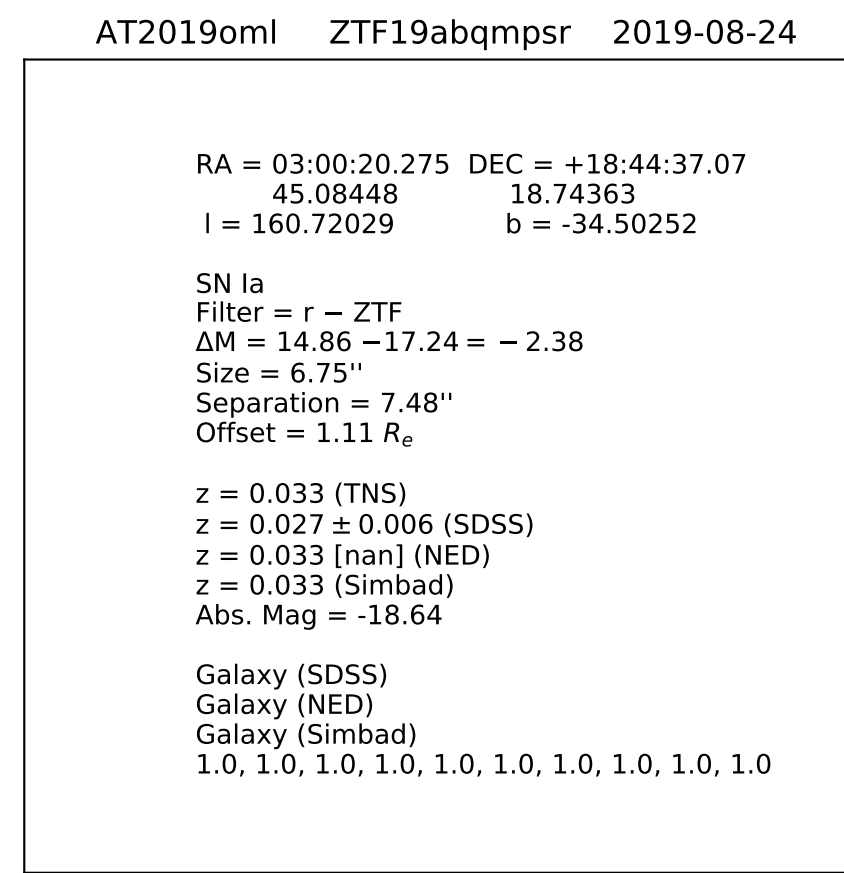 AT2019oml ZTF19abqmpsr 2019-08-24
RA = 03:00:20.275 DEC = +18:44:37.07
45.08448 18.74363
l = 160.72029 b = -34.50252
SN Ia
Filter = r − ZTF
ΔM = 14.86 −17.24 = − 2.38
Size = 6.75''
Separation = 7.48''
Offset = 1.11 Rₑ
z = 0.033 (TNS)
z = 0.027 ± 0.006 (SDSS)
z = 0.033 [nan] (NED)
z = 0.033 (Simbad)
Abs. Mag = -18.64
Galaxy (SDSS)
Galaxy (NED)
Galaxy (Simbad)
1.0, 1.0, 1.0, 1.0, 1.0, 1.0, 1.0, 1.0, 1.0, 1.0